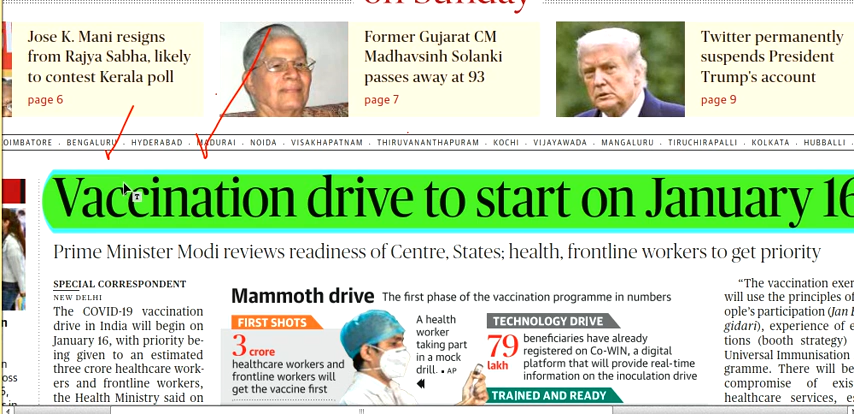 on Sunday
Jose K. Mani resigns
from Rajya Sabha, likely
to contest Kerala poll
page 6
Former Gujarat CM
Madhavsinh Solanki
passes away at 93
page 7
Twitter permanently
suspends President
Trump's account
page 9
OIMBATORE . BENGALURU . HYDERABAD . MADURAI . NOIDA . VISAKHAPATNAM . THIRUVANANTHAPURAM . KOCHI . VIJAYAWADA . MANGALURU . TIRUCHIRAPALLI . KOLKATA . HUBBALLI .
Vaccination drive to start on January 16
Prime Minister Modi reviews readiness of Centre, States; health, frontline workers to get priority
SPECIAL CORRESPONDENT
NEW DELHI
The COVID-19 vaccination
drive in India will begin on
January 16, with priority be-
ing given to an estimated
three crore healthcare work-
ers and frontline workers,
the Health Ministry said on
Mammoth drive The first phase of the vaccination programme in numbers
FIRST SHOTS
3 crore
healthcare workers and
frontline workers will
get the vaccine first
A health
worker
taking part
in a mock
drill. • AP
TECHNOLOGY DRIVE
79 lakh
beneficiaries have already
registered on Co-WIN, a digital
platform that will provide real-time
information on the inoculation drive
TRAINED AND READY
"The vaccination exer
will use the principles of
ople's participation (Jan B
gidari), experience of e
tions (booth strategy)
Universal Immunisation
gramme. There will be
compromise of exis
healthcare services, es